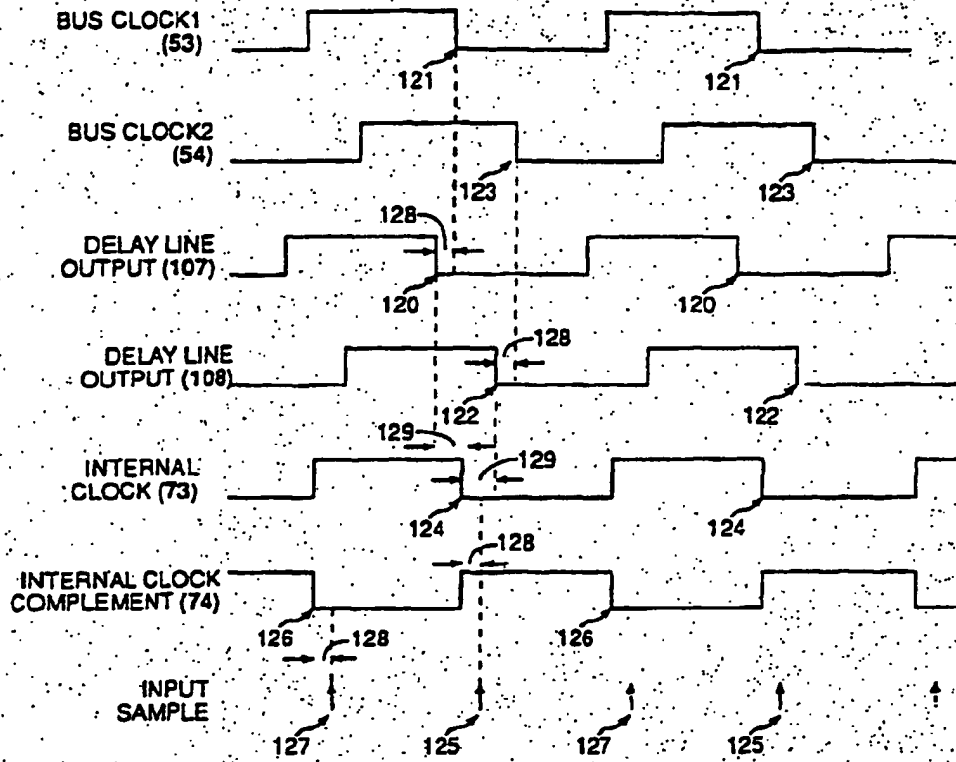 BUS CLOCK1
(53)
121
121
BUS CLOCK2
(54)
123
123
128
DELAY LINE
OUTPUT (107)
120
120
128
DELAY LINE
OUTPUT (108)
122
122
129
129
INTERNAL
CLOCK (73)
124
124
128
INTERNAL CLOCK
COMPLEMENT (74)
126
128
126
INPUT
SAMPLE
127
125
127
125